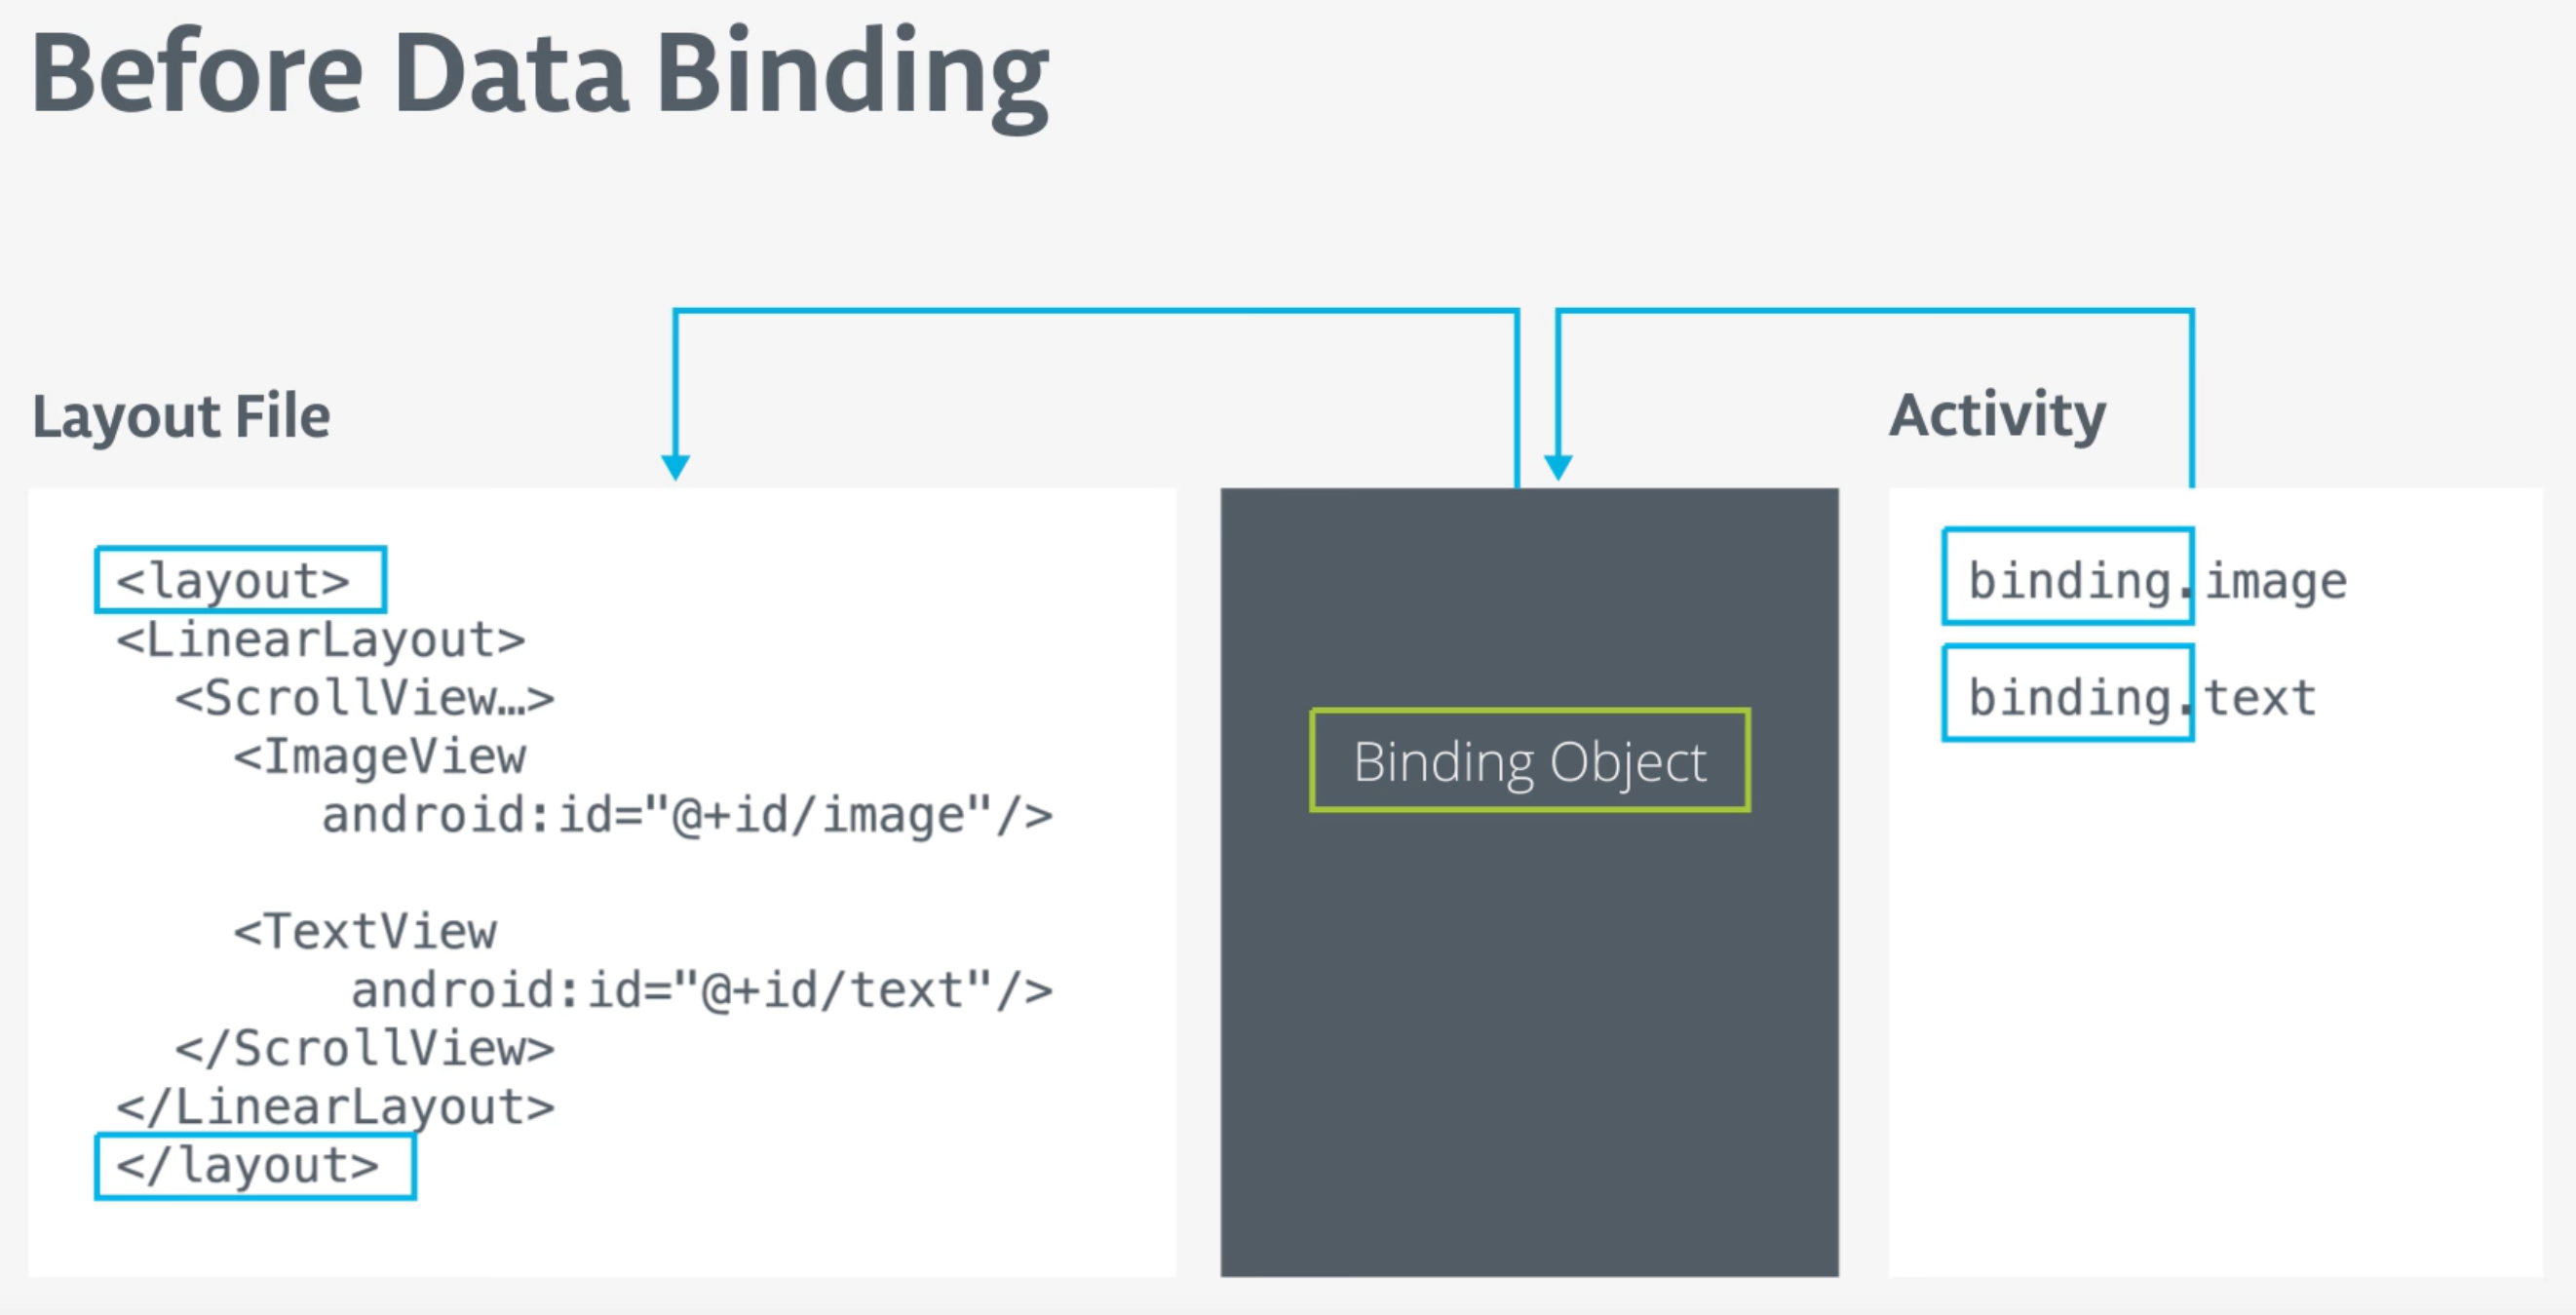 Before Data Binding
Layout File
<layout>
<LinearLayout>
  <ScrollView…>
    <ImageView
       android:id="@+id/image"/>

    <TextView
        android:id="@+id/text"/>
  </ScrollView>
</LinearLayout>
</layout>
Binding Object
Activity
binding.image
binding.text